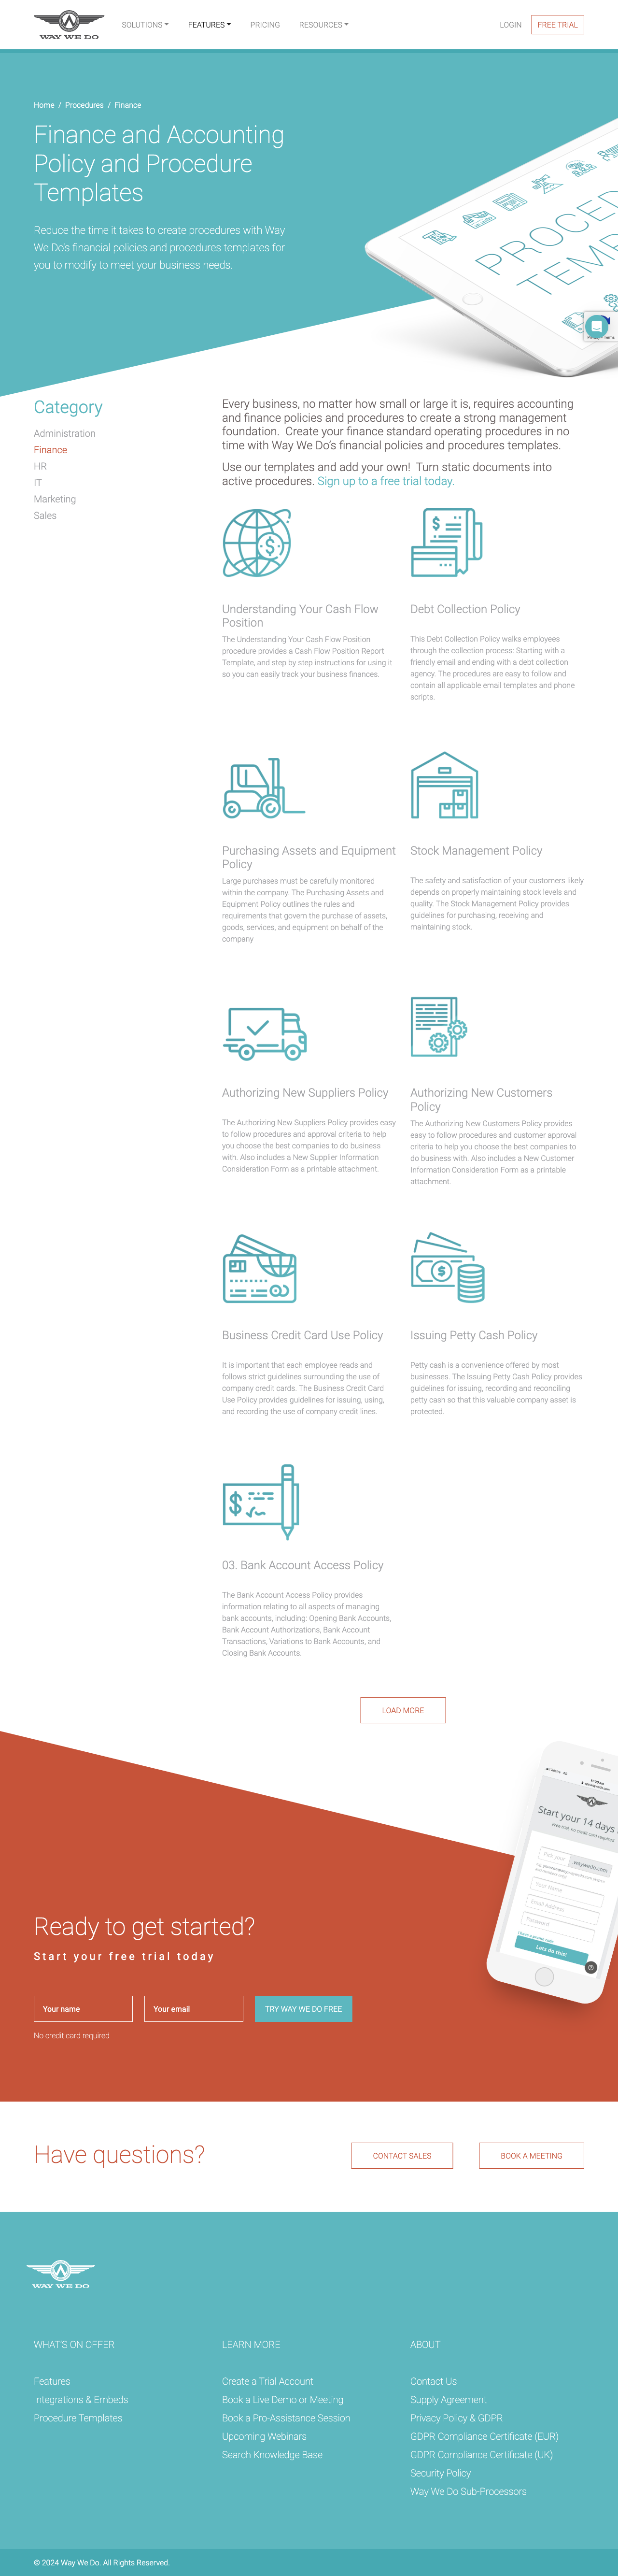 WAY WE DO
SOLUTIONS
FEATURES
PRICING
RESOURCES
LOGIN
FREE TRIAL
Home / Procedures / Finance
Finance and Accounting
Policy and Procedure
Templates
Reduce the time it takes to create procedures with Way
We Do's financial policies and procedures templates for
you to modify to meet your business needs.
Category
Administration
Finance
HR
IT
Marketing
Sales
Every business, no matter how small or large it is, requires accounting
and finance policies and procedures to create a strong management
foundation. Create your finance standard operating procedures in no
time with Way We Do's financial policies and procedures templates.
Use our templates and add your own! Turn static documents into
active procedures. Sign up to a free trial today.
Understanding Your Cash Flow
Position
The Understanding Your Cash Flow Position
procedure provides a Cash Flow Position Report
Template, and step by step instructions for using it
so you can easily track your business finances.
Debt Collection Policy
This Debt Collection Policy walks employees
through the collection process: Starting with a
friendly email and ending with a debt collection
agency. The procedures are easy to follow and
contain all applicable email templates and phone
scripts.
Purchasing Assets and Equipment
Policy
Large purchases must be carefully monitored
within the company. The Purchasing Assets and
Equipment Policy outlines the rules and
requirements that govern the purchase of assets,
goods, services, and equipment on behalf of the
company
Stock Management Policy
The safety and satisfaction of your customers likely
depends on properly maintaining stock levels and
quality. The Stock Management Policy provides
guidelines for purchasing, receiving and
maintaining stock.
Authorizing New Suppliers Policy
The Authorizing New Suppliers Policy provides easy
to follow procedures and approval criteria to help
you choose the best companies to do business
with. Also includes a New Supplier Information
Consideration Form as a printable attachment.
Authorizing New Customers
Policy
The Authorizing New Customers Policy provides
easy to follow procedures and customer approval
criteria to help you choose the best companies to
do business with. Also includes a New Customer
Information Consideration Form as a printable
attachment.
Business Credit Card Use Policy
It is important that each employee reads and
follows strict guidelines surrounding the use of
company credit cards. The Business Credit Card
Use Policy provides guidelines for issuing, using,
and recording the use of company credit lines.
Issuing Petty Cash Policy
Petty cash is a convenience offered by most
businesses. The Issuing Petty Cash Policy provides
guidelines for issuing, recording and reconciling
petty cash so that this valuable company asset is
protected.
03. Bank Account Access Policy
The Bank Account Access Policy provides
information relating to all aspects of managing
bank accounts, including: Opening Bank Accounts,
Bank Account Authorizations, Bank Account
Transactions, Variations to Bank Accounts, and
Closing Bank Accounts.
LOAD MORE
Start your 14 days
Free trial, no credit card required
Pick your
.waywedo.com
Your Name
Email Address
Password
Lets do this!
Ready to get started?
Start your free trial today
Your name
Your email
TRY WAY WE DO FREE
No credit card required
Have questions?
CONTACT SALES
BOOK A MEETING
WAY WE DO
WHAT'S ON OFFER
Features
Integrations & Embeds
Procedure Templates
LEARN MORE
Create a Trial Account
Book a Live Demo or Meeting
Book a Pro-Assistance Session
Upcoming Webinars
Search Knowledge Base
ABOUT
Contact Us
Supply Agreement
Privacy Policy & GDPR
GDPR Compliance Certificate (EUR)
GDPR Compliance Certificate (UK)
Security Policy
Way We Do Sub-Processors
© 2024 Way We Do. All Rights Reserved.